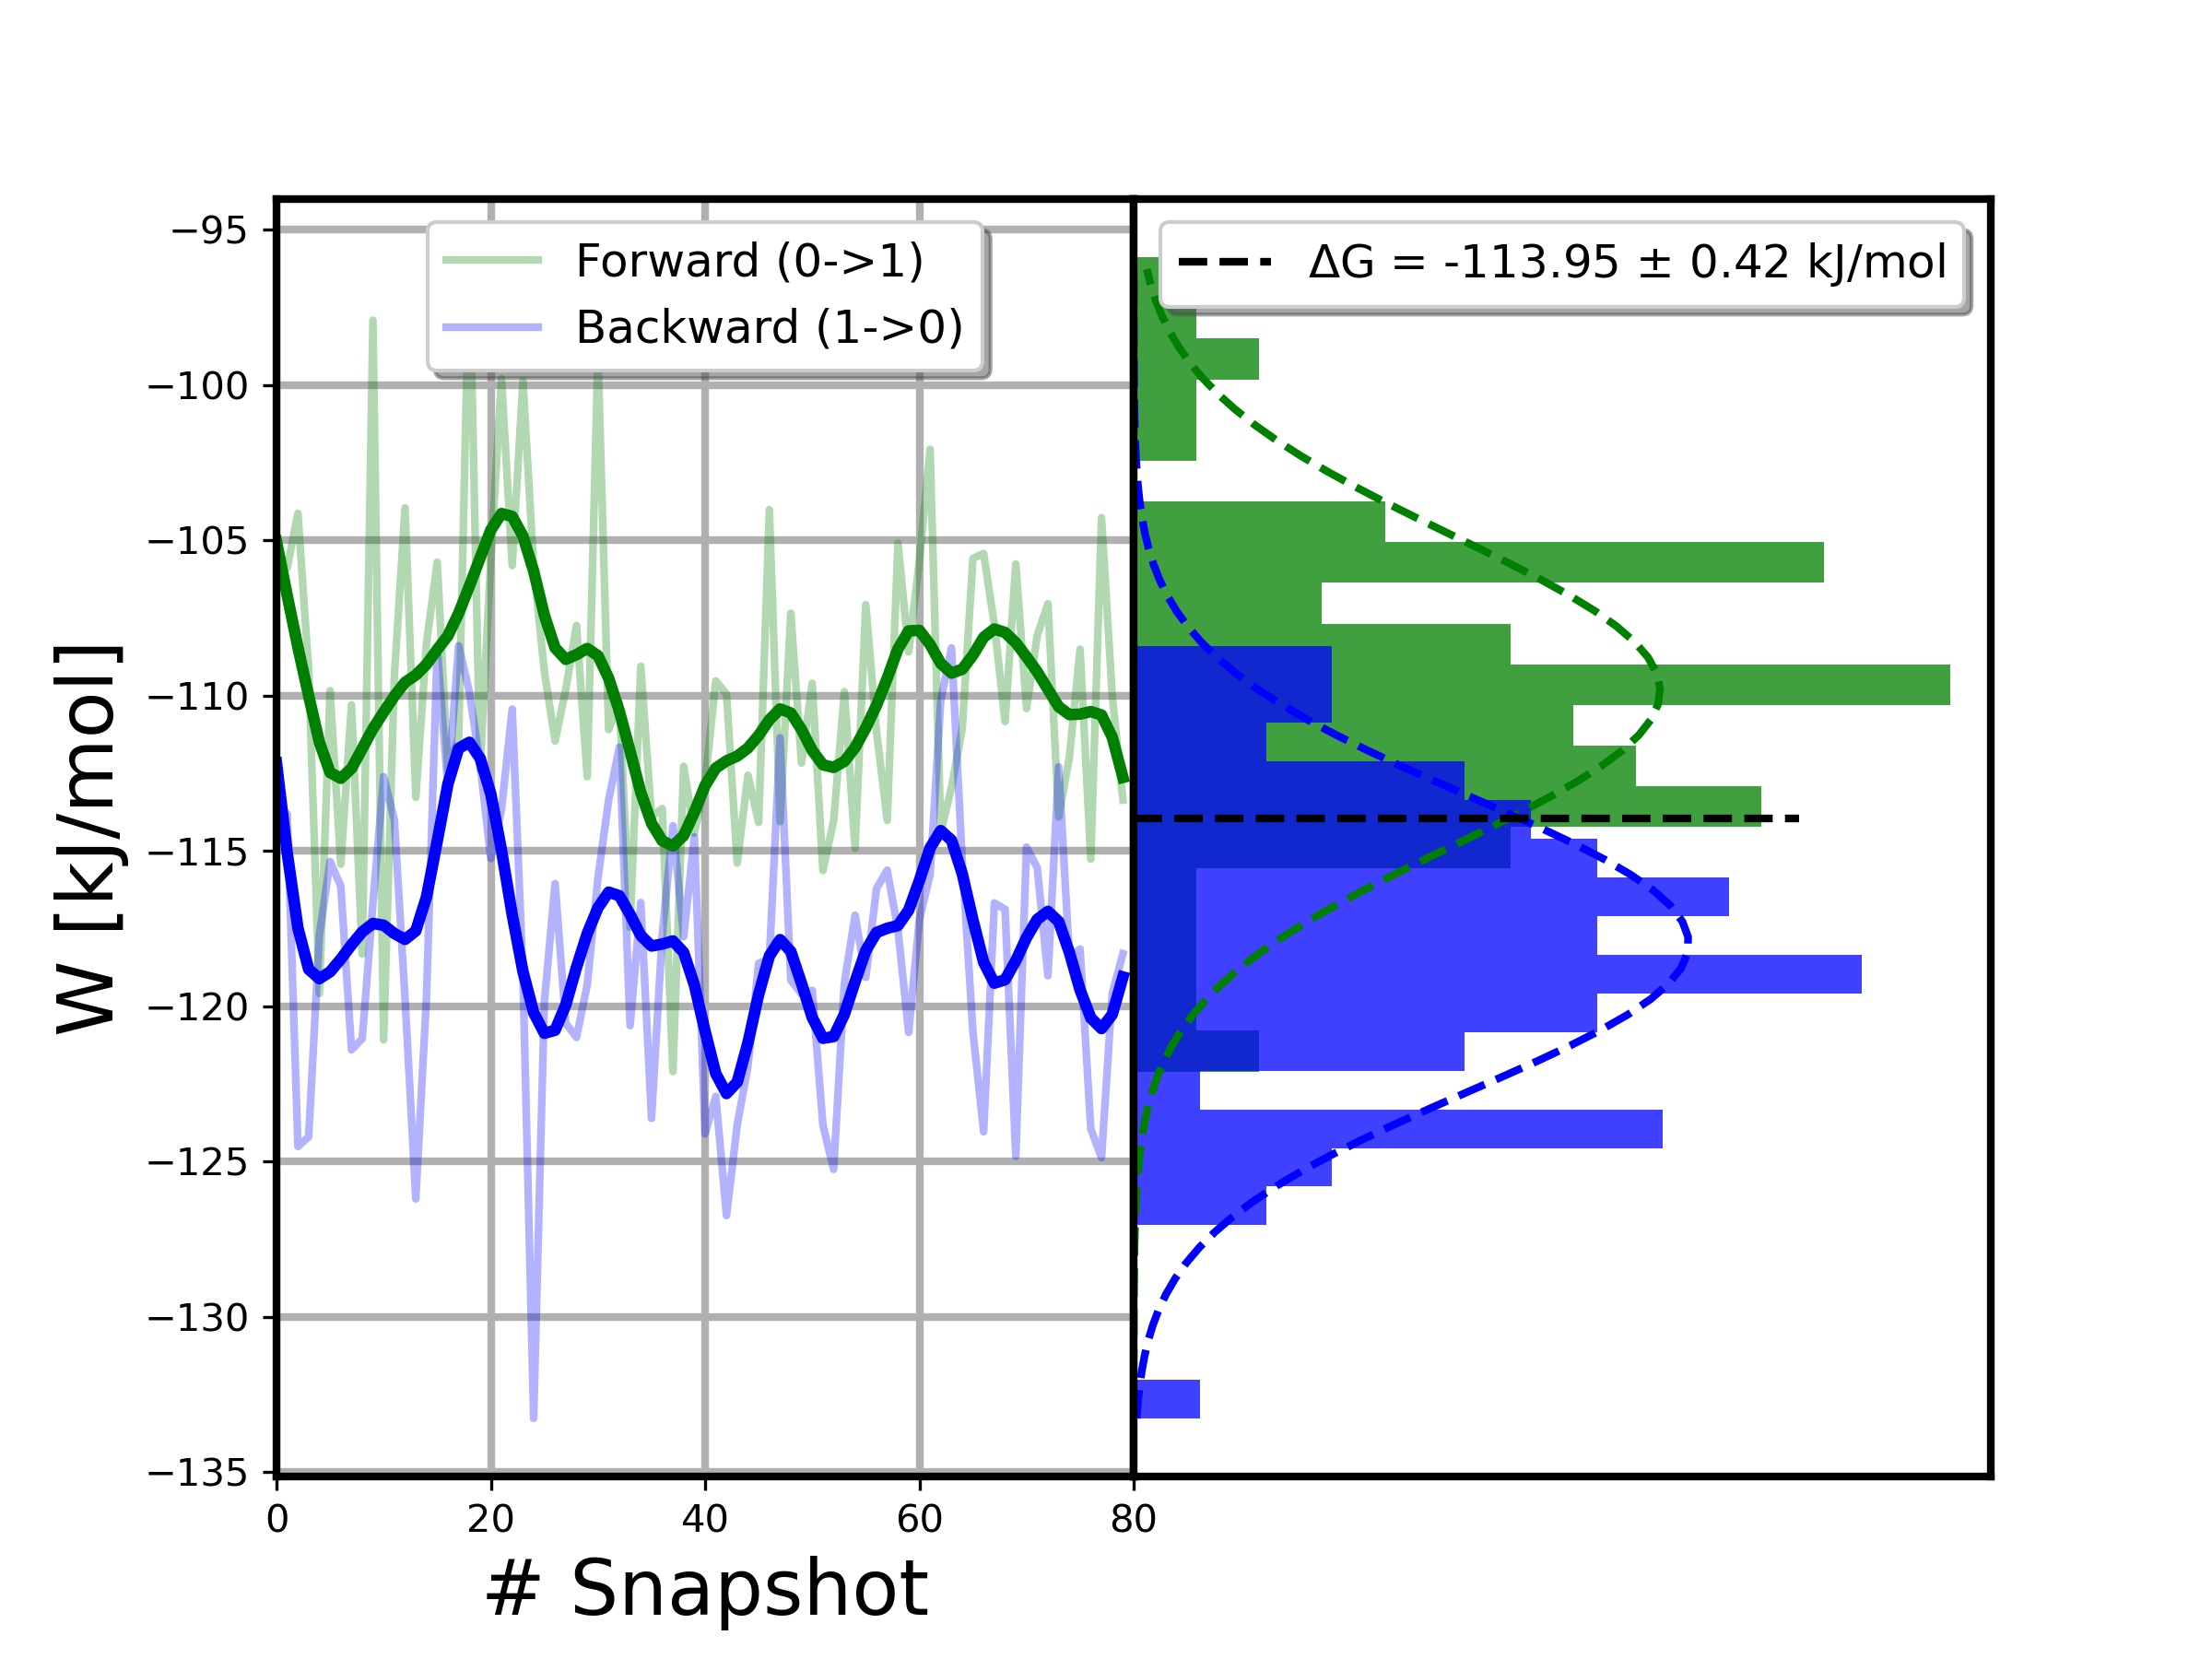 Forward (0->1)
Backward (1->0)
ΔG = -113.95 ± 0.42 kJ/mol
−95
−100
−105
−110
−115
−120
−125
−130
−135
W [kJ/mol]
0 20 40 60 80
# Snapshot